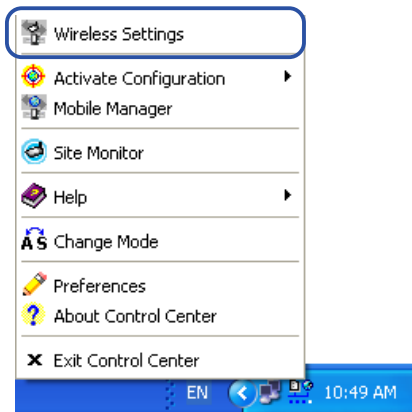 Wireless Settings
Activate Configuration
Mobile Manager
Site Monitor
Help
AS Change Mode
Preferences
About Control Center
Exit Control Center
EN 10:49 AM